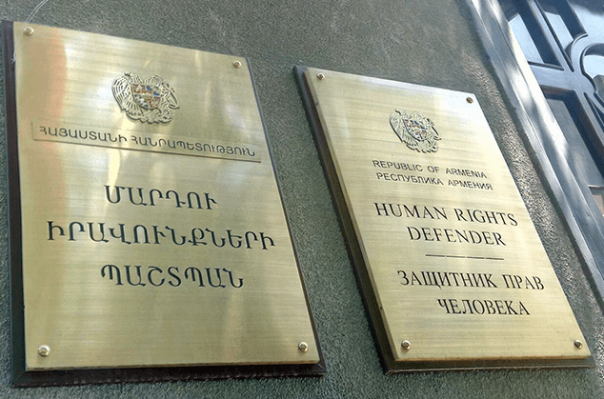 ՀԱՅԱՍՏԱՆԻ ՀԱՆՐԱՊԵՏՈՒԹՅՈՒՆ
ՄԱՐԴՈՒ
ԻՐԱՎՈՒՆՔՆԵՐԻ
ՊԱՇՏՊԱՆ
REPUBLIC OF ARMENIA
РЕСПУБЛИКА АРМЕНИЯ
HUMAN RIGHTS
DEFENDER
ЗАЩИТНИК ПРАВ
ЧЕЛОВЕКА